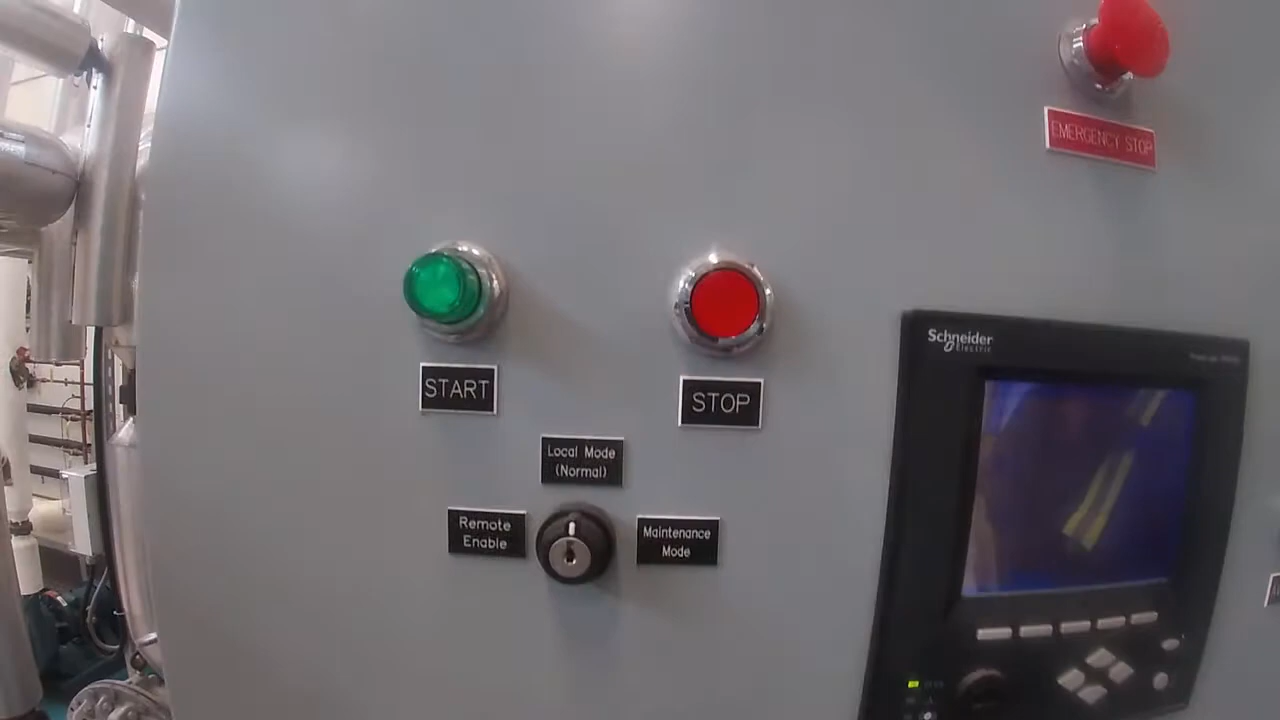 EMERGENCY STOP
Schneider
Electric
START
STOP
Local Mode
(Normal)
Remote
Enable
Maintenance
Mode